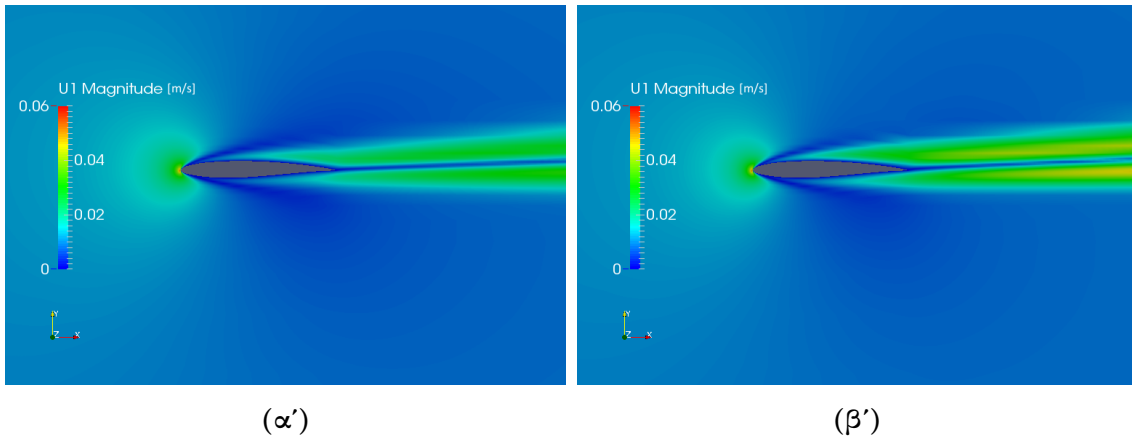 U1 Magnitude [m/s]
0.06
0.04
0.02
0
Y
Z X
(α′)
U1 Magnitude [m/s]
0.06
0.04
0.02
0
Y
Z X
(β′)